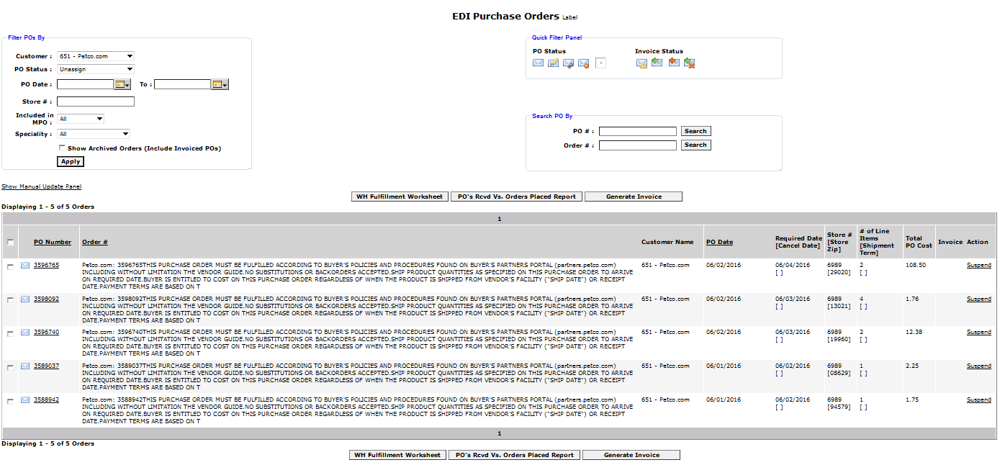 EDI Purchase Orders Label
Filter POs By
Customer : 651 - Petco.com
PO Status : Unassign
PO Date : To :
Store # :
Included in
MPO : All
Speciality : All
Show Archived Orders (Include Invoiced POs)
Apply
Quick Filter Panel
PO Status Invoice Status
Search PO By
PO # : Search
Order # : Search
Show Manual Update Panel
WH Fulfillment Worksheet PO's Rcvd Vs. Orders Placed Report Generate Invoice
Displaying 1 - 5 of 5 Orders
1
PO Number Order # Customer Name PO Date Required Date [Cancel Date] Store # [Store Zip] # of Line Items [Shipment Term] Total PO Cost Invoice Action
3596765 Petco.com: 3596765THIS PURCHASE ORDER MUST BE FULFILLED ACCORDING TO BUYER'S POLICIES AND PROCEDURES FOUND ON BUYER'S PARTNERS PORTAL (partners.petco.com) 651 - Petco.com 06/02/2016 06/04/2016 6989 2 108.50 Suspend
INCLUDING WITHOUT LIMITATION THE VENDOR GUIDE.NO SUBSTITUTIONS OR BACKORDERS ACCEPTED.SHIP PRODUCT QUANTITIES AS SPECIFIED ON THIS PURCHASE ORDER TO ARRIVE [ ] [29020] [ ]
ON REQUIRED DATE.BUYER IS ENTITLED TO COST ON THIS PURCHASE ORDER REGARDLESS OF WHEN THE PRODUCT IS SHIPPED FROM VENDOR'S FACILITY ("SHIP DATE") OR RECEIPT
DATE.PAYMENT TERMS ARE BASED ON T
3598092 Petco.com: 3598092THIS PURCHASE ORDER MUST BE FULFILLED ACCORDING TO BUYER'S POLICIES AND PROCEDURES FOUND ON BUYER'S PARTNERS PORTAL (partners.petco.com) 651 - Petco.com 06/02/2016 06/03/2016 6989 4 1.76 Suspend
INCLUDING WITHOUT LIMITATION THE VENDOR GUIDE.NO SUBSTITUTIONS OR BACKORDERS ACCEPTED.SHIP PRODUCT QUANTITIES AS SPECIFIED ON THIS PURCHASE ORDER TO ARRIVE [ ] [13021] [ ]
ON REQUIRED DATE.BUYER IS ENTITLED TO COST ON THIS PURCHASE ORDER REGARDLESS OF WHEN THE PRODUCT IS SHIPPED FROM VENDOR'S FACILITY ("SHIP DATE") OR RECEIPT
DATE.PAYMENT TERMS ARE BASED ON T
3596740 Petco.com: 3596740THIS PURCHASE ORDER MUST BE FULFILLED ACCORDING TO BUYER'S POLICIES AND PROCEDURES FOUND ON BUYER'S PARTNERS PORTAL (partners.petco.com) 651 - Petco.com 06/02/2016 06/03/2016 6989 2 12.38 Suspend
INCLUDING WITHOUT LIMITATION THE VENDOR GUIDE.NO SUBSTITUTIONS OR BACKORDERS ACCEPTED.SHIP PRODUCT QUANTITIES AS SPECIFIED ON THIS PURCHASE ORDER TO ARRIVE [ ] [19960] [ ]
ON REQUIRED DATE.BUYER IS ENTITLED TO COST ON THIS PURCHASE ORDER REGARDLESS OF WHEN THE PRODUCT IS SHIPPED FROM VENDOR'S FACILITY ("SHIP DATE") OR RECEIPT
DATE.PAYMENT TERMS ARE BASED ON T
3589037 Petco.com: 3589037THIS PURCHASE ORDER MUST BE FULFILLED ACCORDING TO BUYER'S POLICIES AND PROCEDURES FOUND ON BUYER'S PARTNERS PORTAL (partners.petco.com) 651 - Petco.com 06/01/2016 06/02/2016 6989 1 2.25 Suspend
INCLUDING WITHOUT LIMITATION THE VENDOR GUIDE.NO SUBSTITUTIONS OR BACKORDERS ACCEPTED.SHIP PRODUCT QUANTITIES AS SPECIFIED ON THIS PURCHASE ORDER TO ARRIVE [ ] [08629] [ ]
ON REQUIRED DATE.BUYER IS ENTITLED TO COST ON THIS PURCHASE ORDER REGARDLESS OF WHEN THE PRODUCT IS SHIPPED FROM VENDOR'S FACILITY ("SHIP DATE") OR RECEIPT
DATE.PAYMENT TERMS ARE BASED ON T
3588942 Petco.com: 3588942THIS PURCHASE ORDER MUST BE FULFILLED ACCORDING TO BUYER'S POLICIES AND PROCEDURES FOUND ON BUYER'S PARTNERS PORTAL (partners.petco.com) 651 - Petco.com 06/01/2016 06/02/2016 6989 1 1.75 Suspend
INCLUDING WITHOUT LIMITATION THE VENDOR GUIDE.NO SUBSTITUTIONS OR BACKORDERS ACCEPTED.SHIP PRODUCT QUANTITIES AS SPECIFIED ON THIS PURCHASE ORDER TO ARRIVE [ ] [94579] [ ]
ON REQUIRED DATE.BUYER IS ENTITLED TO COST ON THIS PURCHASE ORDER REGARDLESS OF WHEN THE PRODUCT IS SHIPPED FROM VENDOR'S FACILITY ("SHIP DATE") OR RECEIPT
DATE.PAYMENT TERMS ARE BASED ON T
1
Displaying 1 - 5 of 5 Orders
WH Fulfillment Worksheet PO's Rcvd Vs. Orders Placed Report Generate Invoice